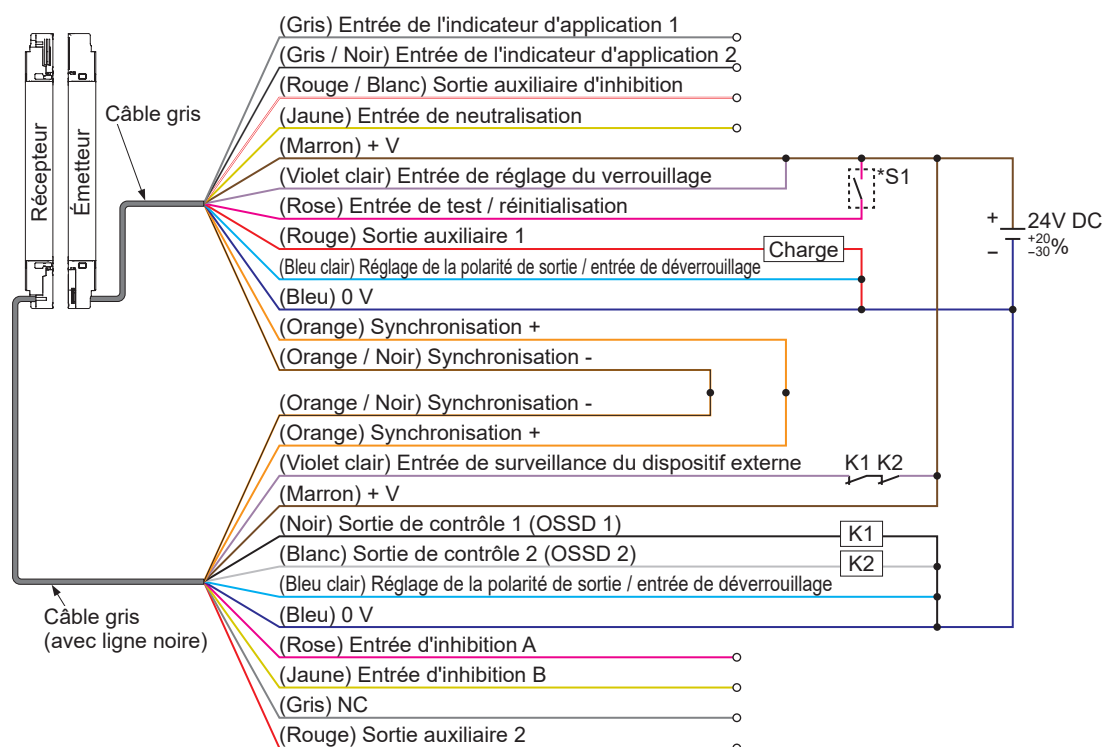 (Gris) Entrée de l'indicateur d'application 1
(Gris / Noir) Entrée de l'indicateur d'application 2
(Rouge / Blanc) Sortie auxiliaire d'inhibition
Câble gris
(Jaune) Entrée de neutralisation
Récepteur
Émetteur
(Marron) + V
(Violet clair) Entrée de réglage du verrouillage
*S1
(Rose) Entrée de test / réinitialisation
(Rouge) Sortie auxiliaire 1
Charge
+
−
24V DC
+20
−30%
(Bleu clair) Réglage de la polarité de sortie / entrée de déverrouillage
(Bleu) 0 V
(Orange) Synchronisation +
(Orange / Noir) Synchronisation -
(Orange / Noir) Synchronisation -
(Orange) Synchronisation +
(Violet clair) Entrée de surveillance du dispositif externe
K1 K2
(Marron) + V
(Noir) Sortie de contrôle 1 (OSSD 1)
K1
(Blanc) Sortie de contrôle 2 (OSSD 2)
K2
(Bleu clair) Réglage de la polarité de sortie / entrée de déverrouillage
(Bleu) 0 V
Câble gris
(avec ligne noire)
(Rose) Entrée d'inhibition A
(Jaune) Entrée d'inhibition B
(Gris) NC
(Rouge) Sortie auxiliaire 2